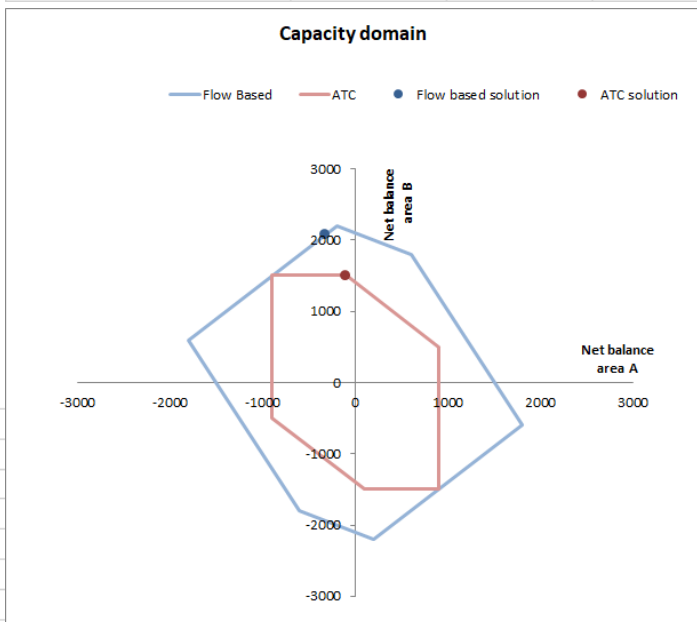 Capacity domain
Flow Based
ATC
Flow based solution
ATC solution
3000
Net balance
area B
2000
1000
Net balance
area A
0
-3000
-2000
-1000
0
1000
2000
3000
-1000
-2000
-3000